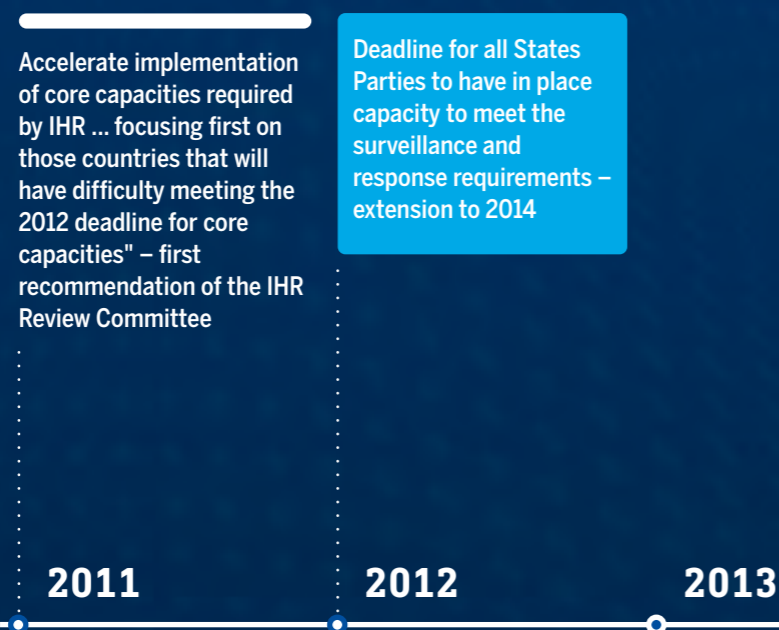 Accelerate implementation
of core capacities required
by IHR ... focusing first on
those countries that will
have difficulty meeting the
2012 deadline for core
capacities" – first
recommendation of the IHR
Review Committee
Deadline for all States
Parties to have in place
capacity to meet the
surveillance and
response requirements –
extension to 2014
2011
2012
2013